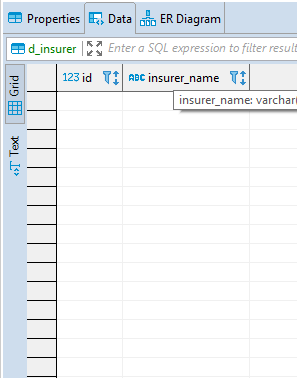 Properties Data ER Diagram
d_insurer Enter a SQL expression to filter result
123 id ABC insurer_name
insurer_name: varchar(
Grid
Text